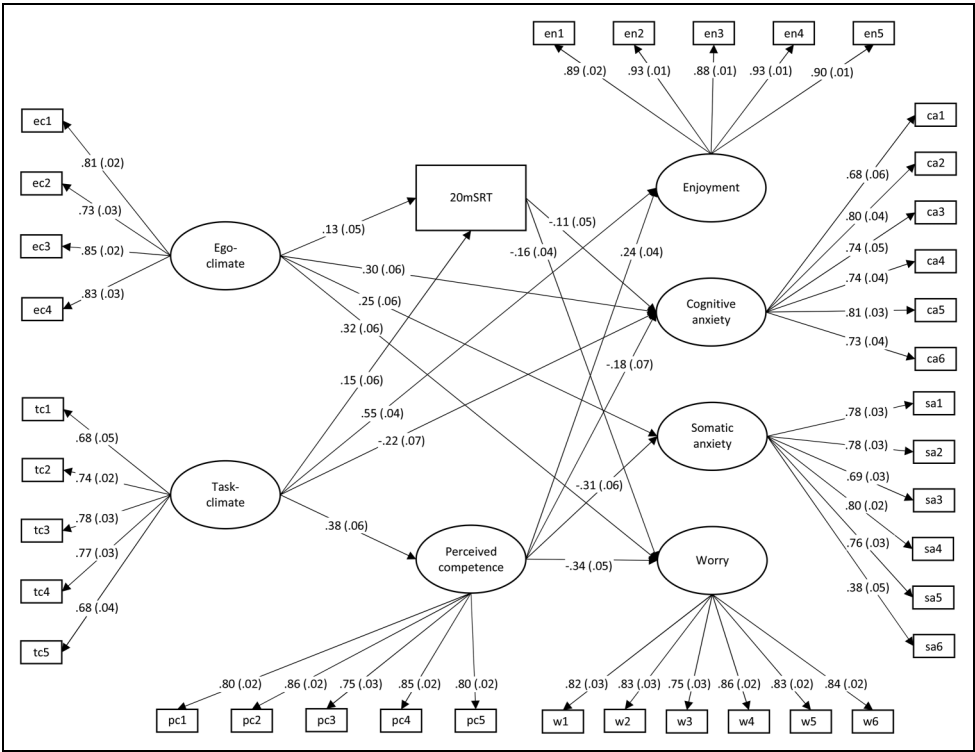 en1
en2
en3
en4
en5
.89 (.02)
.93 (.01)
.88 (.01)
.93 (.01)
.90 (.01)
ec1
ec2
ec3
ec4
.81 (.02)
.73 (.03)
.85 (.02)
.83 (.03)
Ego-
climate
tc1
tc2
tc3
tc4
tc5
.68 (.05)
.74 (.02)
.78 (.03)
.77 (.03)
.68 (.04)
Task-
climate
20mSRT
.13 (.05)
.30 (.06)
.25 (.06)
.32 (.06)
.15 (.06)
.55 (.04)
-.22 (.07)
.38 (.06)
-.11 (.05)
-.16 (.04)
.24 (.04)
-.18 (.07)
-.31 (.06)
-.34 (.05)
Perceived
competence
.80 (.02)
.86 (.02)
.75 (.03)
.85 (.02)
.80 (.02)
pc1
pc2
pc3
pc4
pc5
Enjoyment
Cognitive
anxiety
.68 (.06)
.80 (.04)
.74 (.05)
.74 (.04)
.81 (.03)
.73 (.04)
ca1
ca2
ca3
ca4
ca5
ca6
Somatic
anxiety
.78 (.03)
.78 (.03)
.69 (.03)
.80 (.02)
.76 (.03)
.38 (.05)
sa1
sa2
sa3
sa4
sa5
sa6
Worry
.82 (.03)
.83 (.03)
.75 (.03)
.86 (.02)
.83 (.02)
.84 (.02)
w1
w2
w3
w4
w5
w6